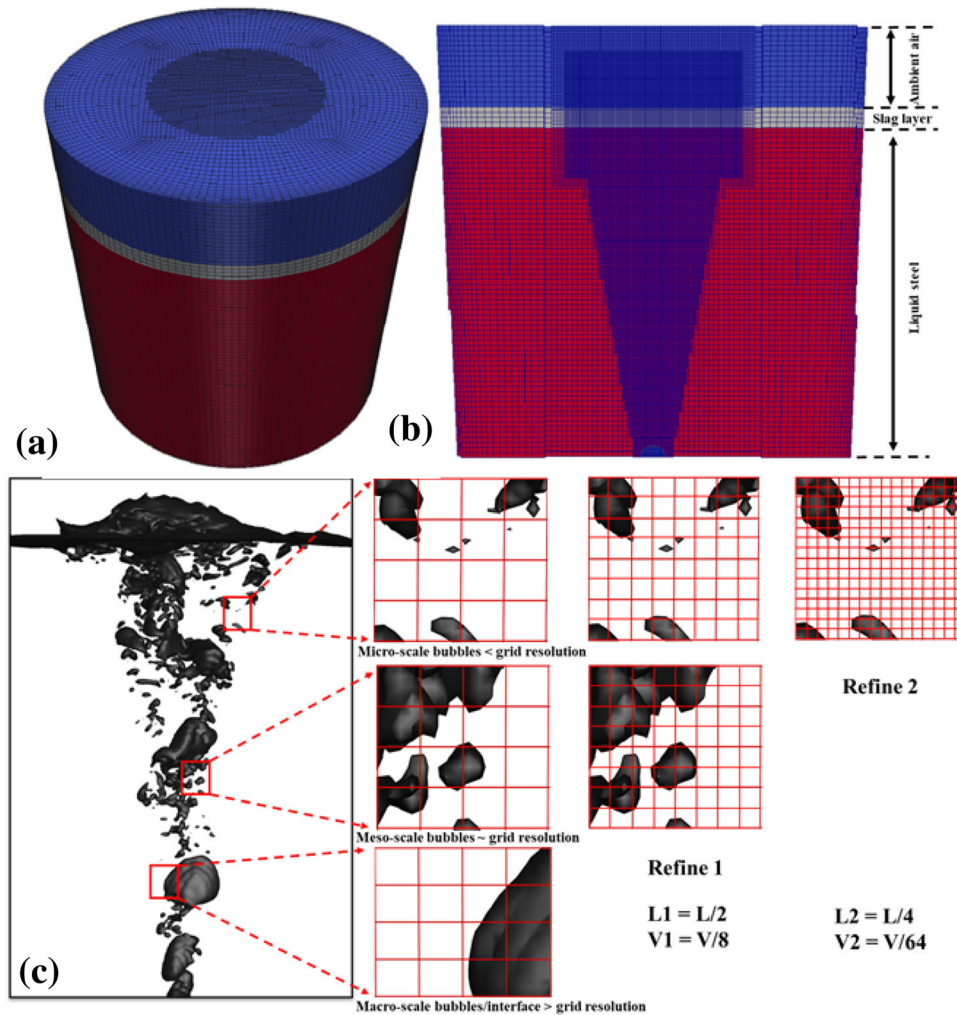 Ambient air
Slag layer
Liquid steel
(a)
(b)
(c)
Micro-scale bubbles < grid resolution
Refine 2
Meso-scale bubbles ~ grid resolution
Refine 1
L1 = L/2
V1 = V/8
L2 = L/4
V2 = V/64
Macro-scale bubbles/interface > grid resolution